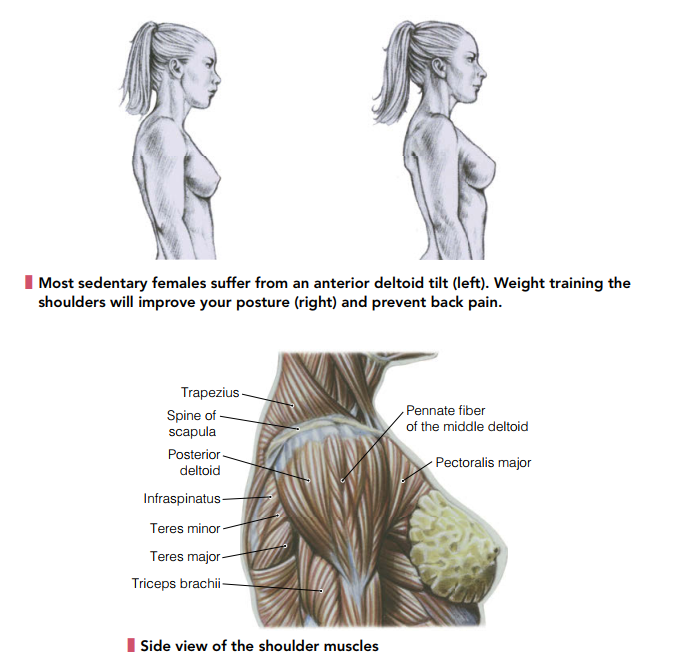 Most sedentary females suffer from an anterior deltoid tilt (left). Weight training the
shoulders will improve your posture (right) and prevent back pain.
Trapezius
Spine of
scapula
Posterior
deltoid
Infraspinatus
Teres minor
Teres major
Triceps brachii
Pennate fiber
of the middle deltoid
Pectoralis major
Side view of the shoulder muscles